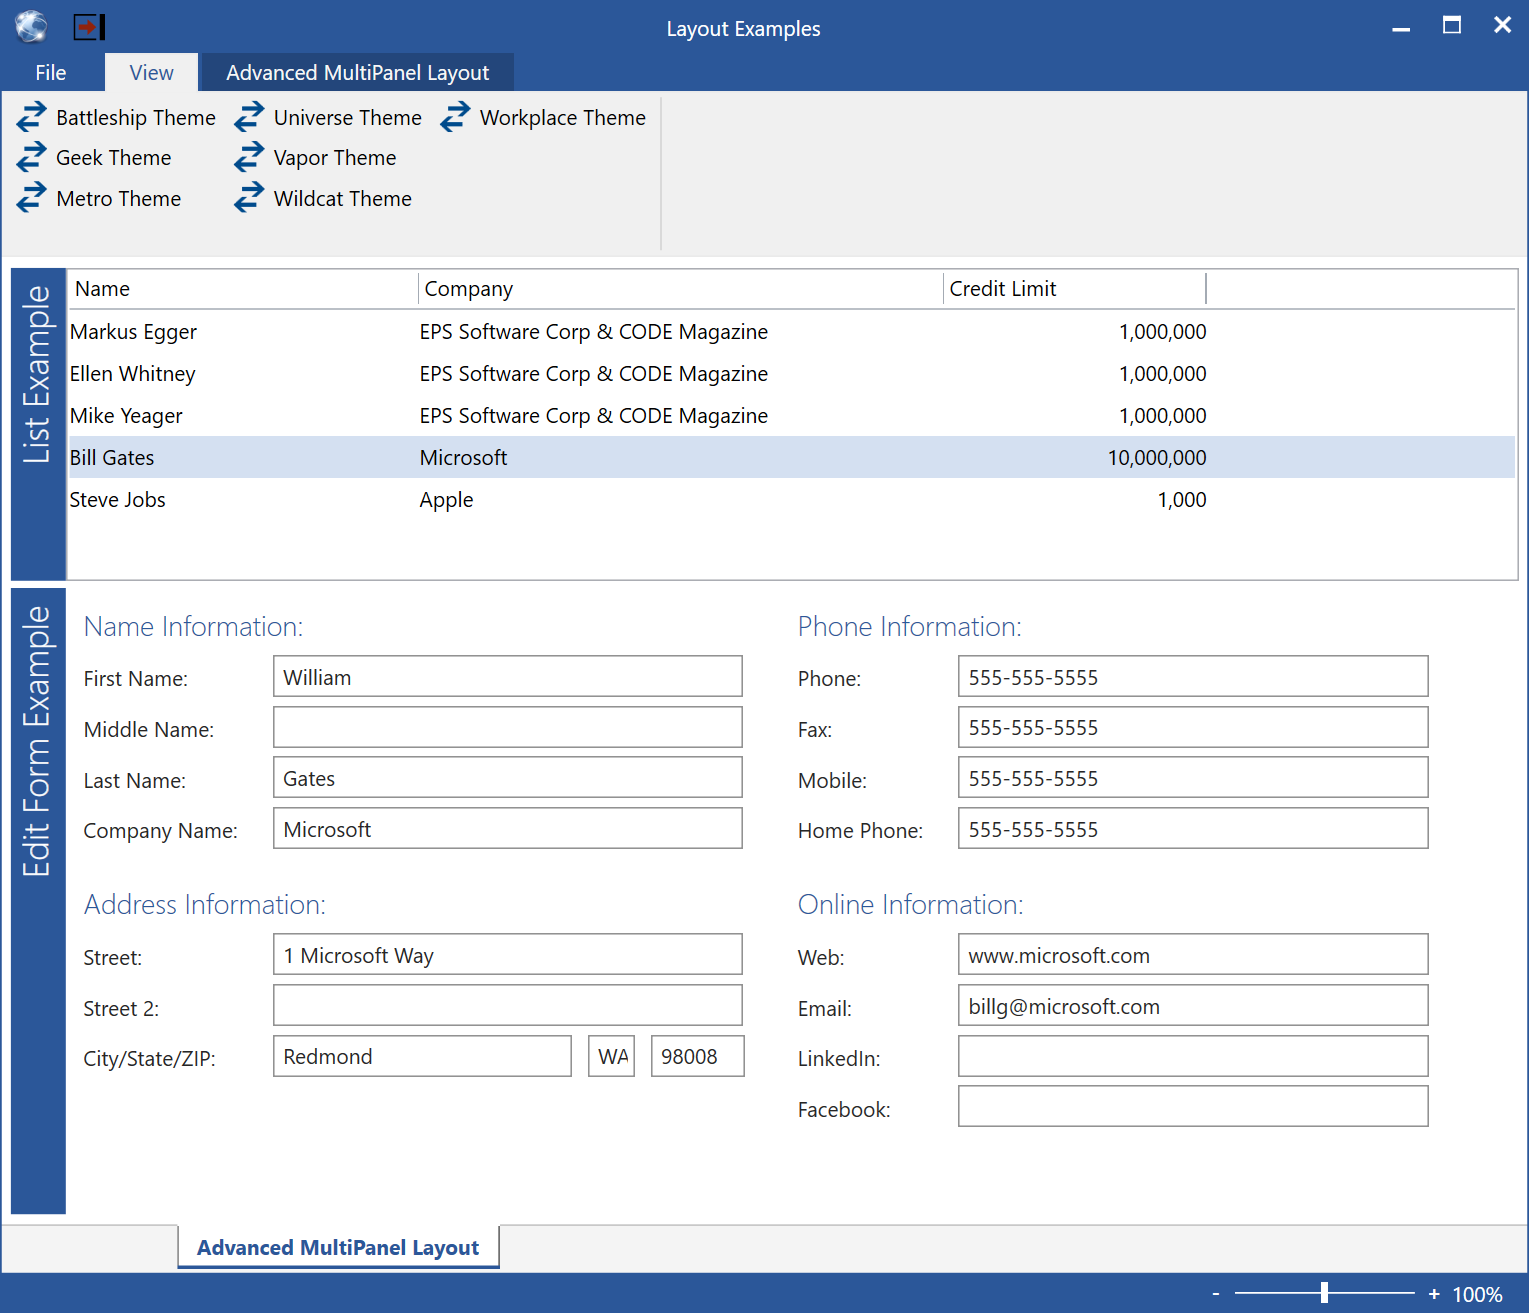 Layout Examples
File View Advanced MultiPanel Layout
Battleship Theme Universe Theme Workplace Theme
Geek Theme Vapor Theme
Metro Theme Wildcat Theme
List Example
Name Company Credit Limit
Markus Egger EPS Software Corp & CODE Magazine 1,000,000
Ellen Whitney EPS Software Corp & CODE Magazine 1,000,000
Mike Yeager EPS Software Corp & CODE Magazine 1,000,000
Bill Gates Microsoft 10,000,000
Steve Jobs Apple 1,000
Edit Form Example
Name Information:
First Name: William
Middle Name:
Last Name: Gates
Company Name: Microsoft
Phone Information:
Phone: 555-555-5555
Fax: 555-555-5555
Mobile: 555-555-5555
Home Phone: 555-555-5555
Address Information:
Street: 1 Microsoft Way
Street 2:
City/State/ZIP: Redmond WA 98008
Online Information:
Web: www.microsoft.com
Email: billg@microsoft.com
LinkedIn:
Facebook:
Advanced MultiPanel Layout
- + 100%